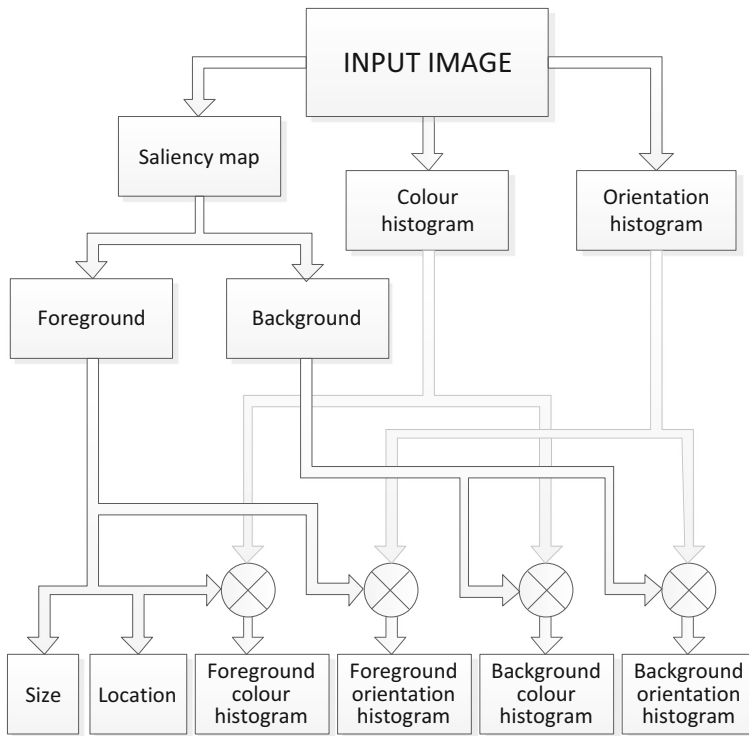 INPUT IMAGE
Saliency map
Colour
histogram
Orientation
histogram
Foreground
Background
Size
Location
Foreground
colour
histogram
Foreground
orientation
histogram
Background
colour
histogram
Background
orientation
histogram